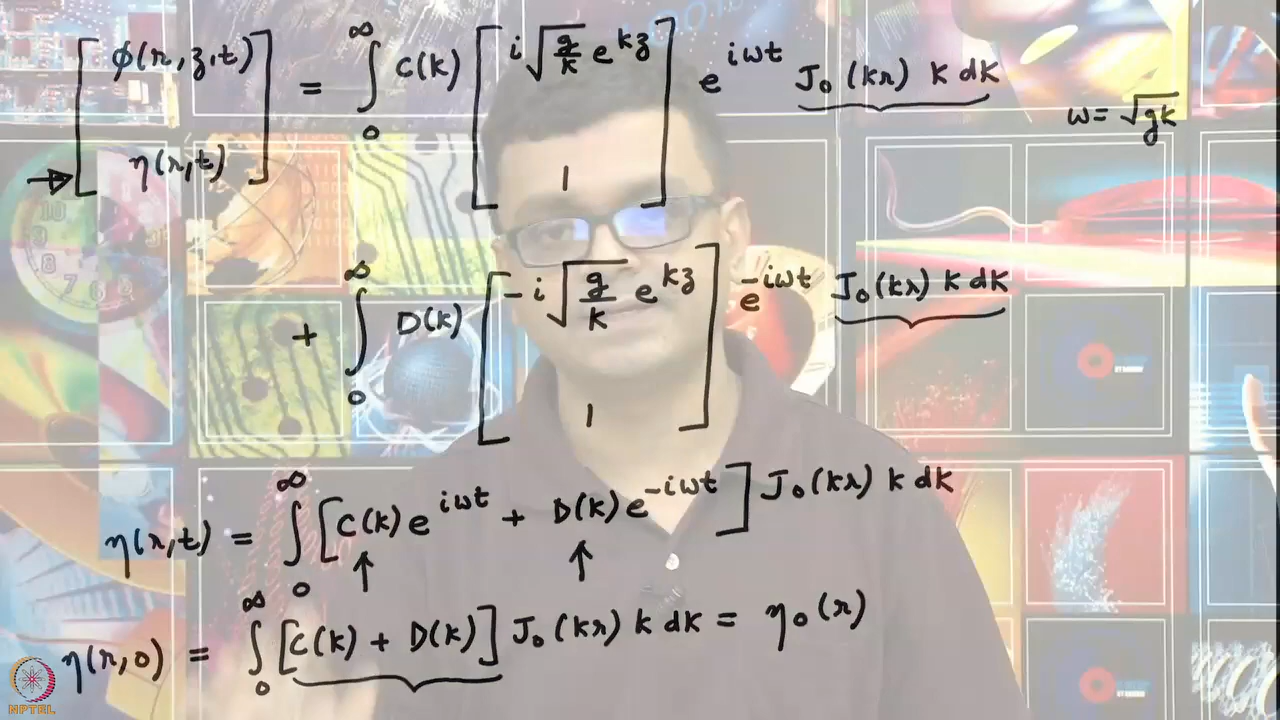 [ϕ(r,z,t) η(r,t)] = ∫₀^∞ C(k) [i√(g/k) e^{kz} 1] e^{iωt} J₀(kr) k dk
ω = √gk
+ ∫₀^∞ D(k) [-i√(g/k) e^{kz} 1] e^{-iωt} J₀(kr) k dk
η(r,t) = ∫₀^∞ [C(k) e^{iωt} + D(k) e^{-iωt}] J₀(kr) k dk
η(r,0) = ∫₀^∞ [C(k) + D(k)] J₀(kr) k dk = η₀(r)
NPTEL